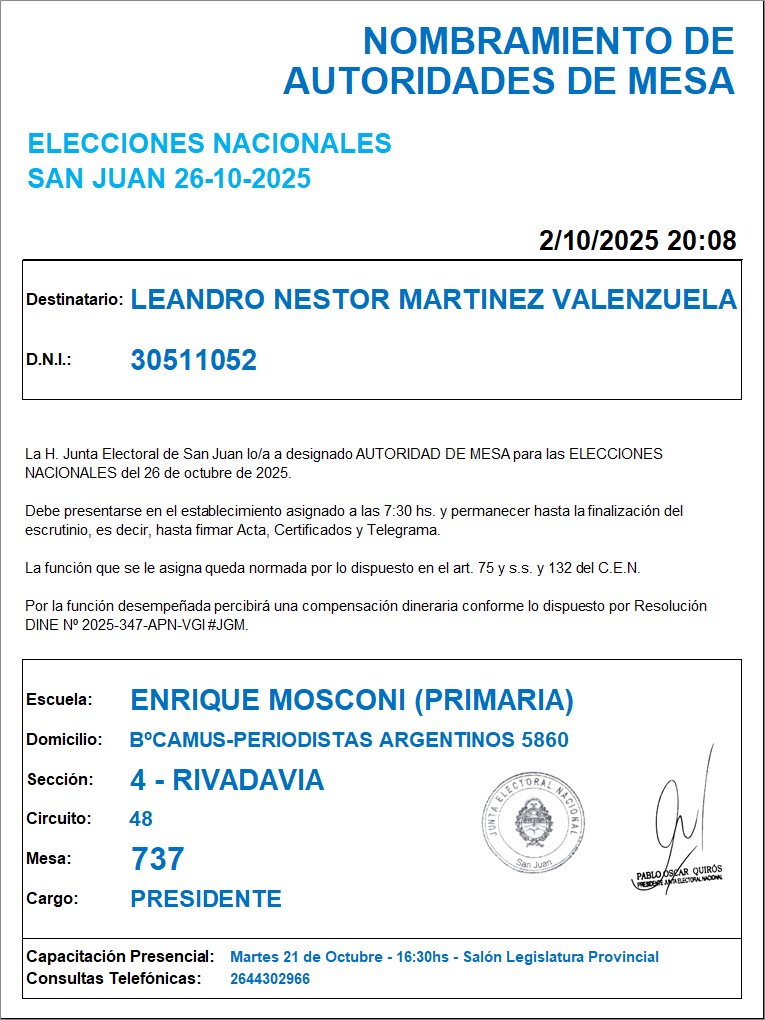 NOMBRAMIENTO DE
AUTORIDADES DE MESA
ELECCIONES NACIONALES
SAN JUAN 26-10-2025
2/10/2025 20:08
Destinatario: LEANDRO NESTOR MARTINEZ VALENZUELA
D.N.I.: 30511052
La H. Junta Electoral de San Juan lo/a a designado AUTORIDAD DE MESA para las ELECCIONES
NACIONALES del 26 de octubre de 2025.
Debe presentarse en el establecimiento asignado a las 7:30 hs. y permanecer hasta la finalización del
escrutinio, es decir, hasta firmar Acta, Certificados y Telegrama.
La función que se le asigna queda normada por lo dispuesto en el art. 75 y s.s. y 132 del C.E.N.
Por la función desempeñada percibirá una compensación dineraria conforme lo dispuesto por Resolución
DINE Nº 2025-347-APN-VGI#JGM.
Escuela: ENRIQUE MOSCONI (PRIMARIA)
Domicilio: BºCAMUS-PERIODISTAS ARGENTINOS 5860
Sección: 4 - RIVADAVIA
Circuito: 48
Mesa: 737
Cargo: PRESIDENTE
JUNTA ELECTORAL NACIONAL
San Juan
PABLO OSCAR QUIRÓS
PRESIDENTE JUNTA ELECTORAL NACIONAL
Capacitación Presencial: Martes 21 de Octubre - 16:30hs - Salón Legislatura Provincial
Consultas Telefónicas: 2644302966